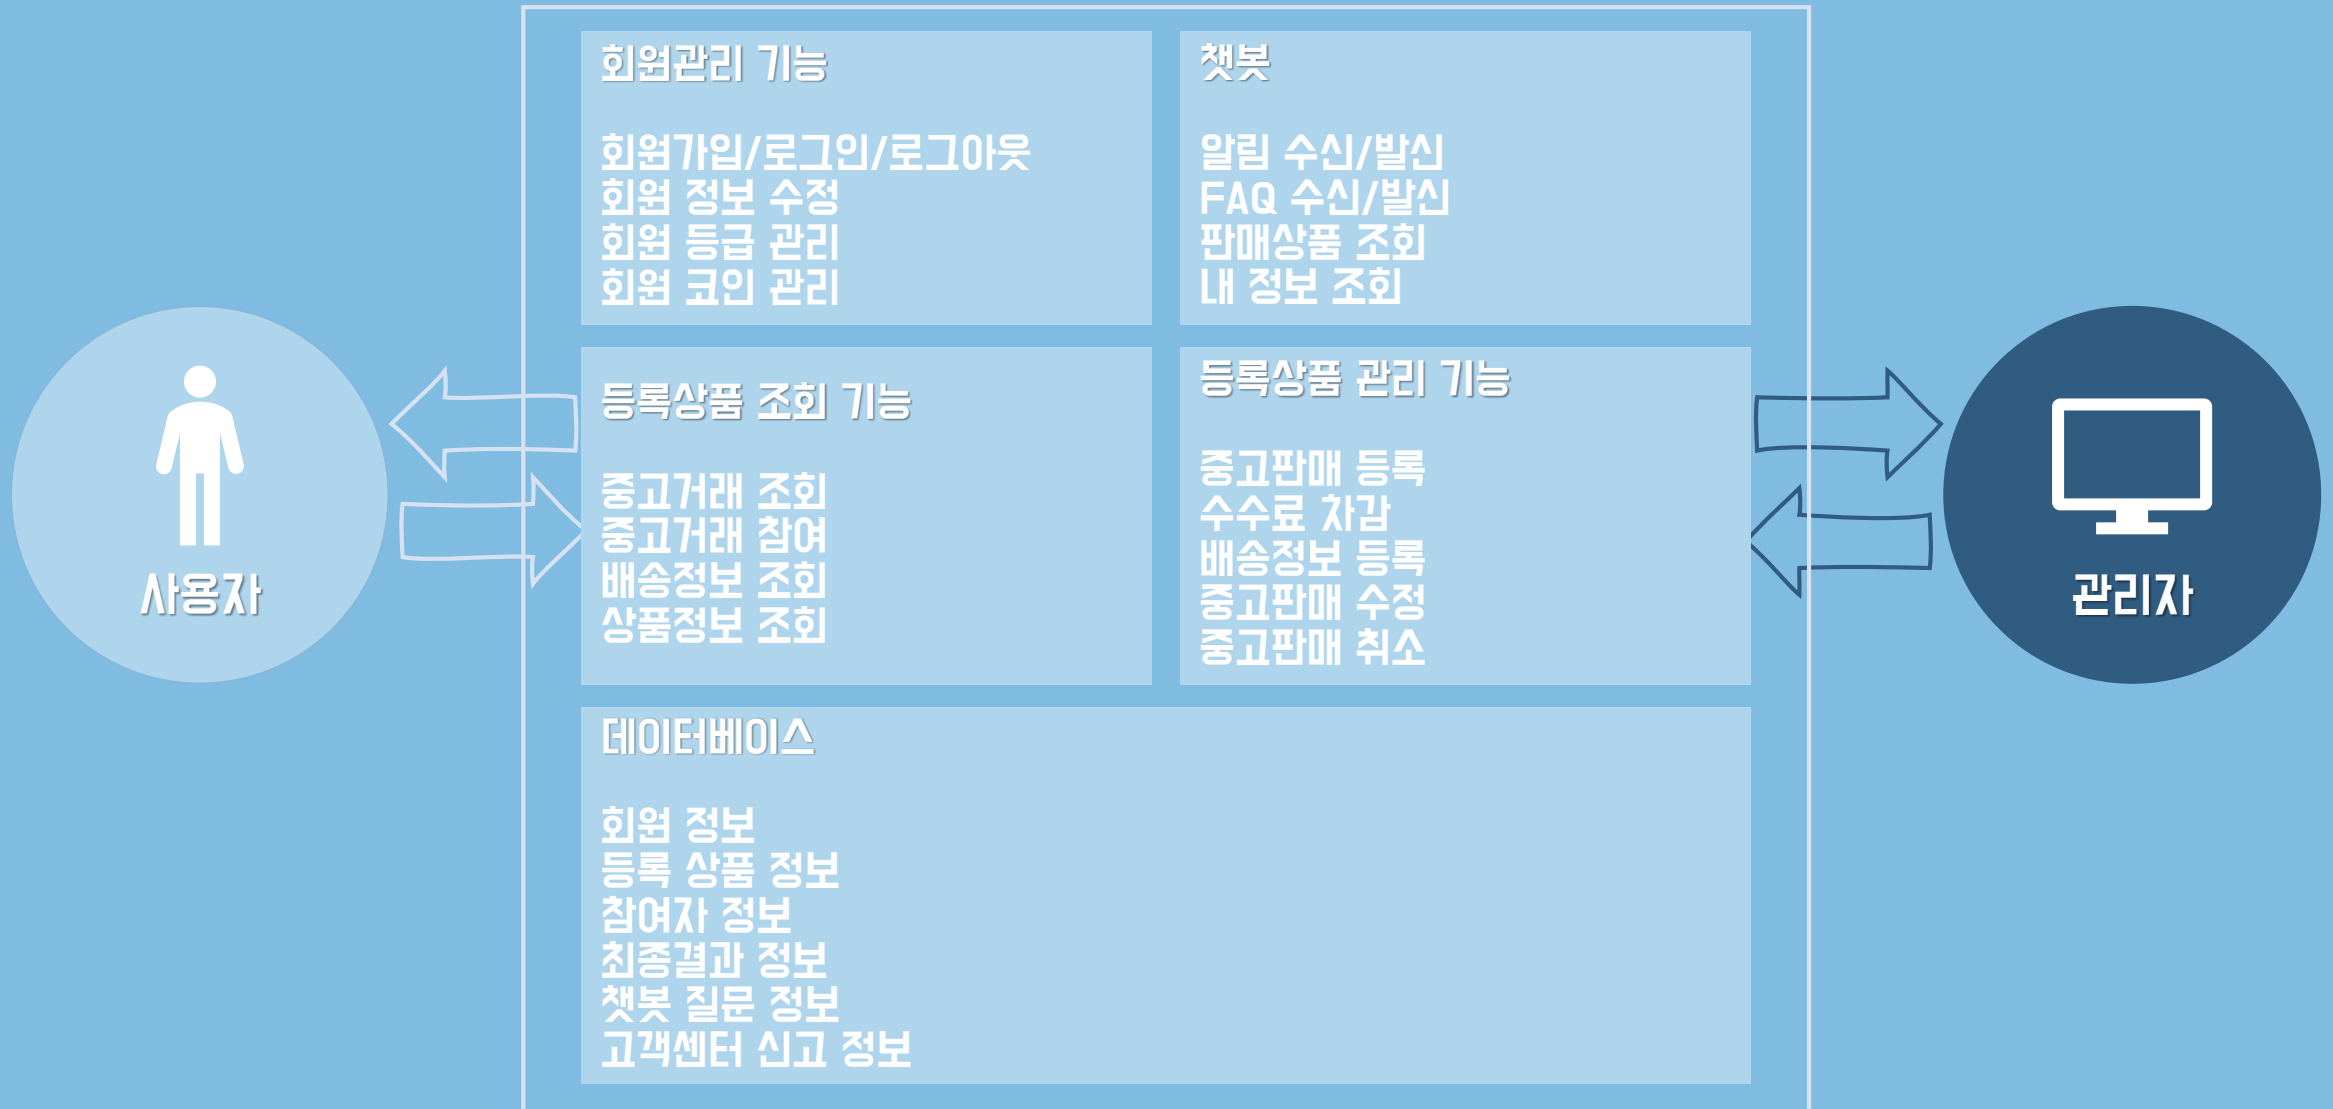 회원관리 기능
회원가입/로그인/로그아웃
회원 정보 수정
회원 등급 관리
회원 코인 관리
챗봇
알림 수신/발신
FAQ 수신/발신
판매상품 조회
내 정보 조회
사용자
등록상품 조회 기능
중고거래 조회
중고거래 참여
배송정보 조회
상품정보 조회
등록상품 관리 기능
중고판매 등록
수수료 차감
배송정보 등록
중고판매 수정
중고판매 취소
관리자
데이터베이스
회원 정보
등록 상품 정보
참여자 정보
최종결과 정보
챗봇 질문 정보
고객센터 신고 정보